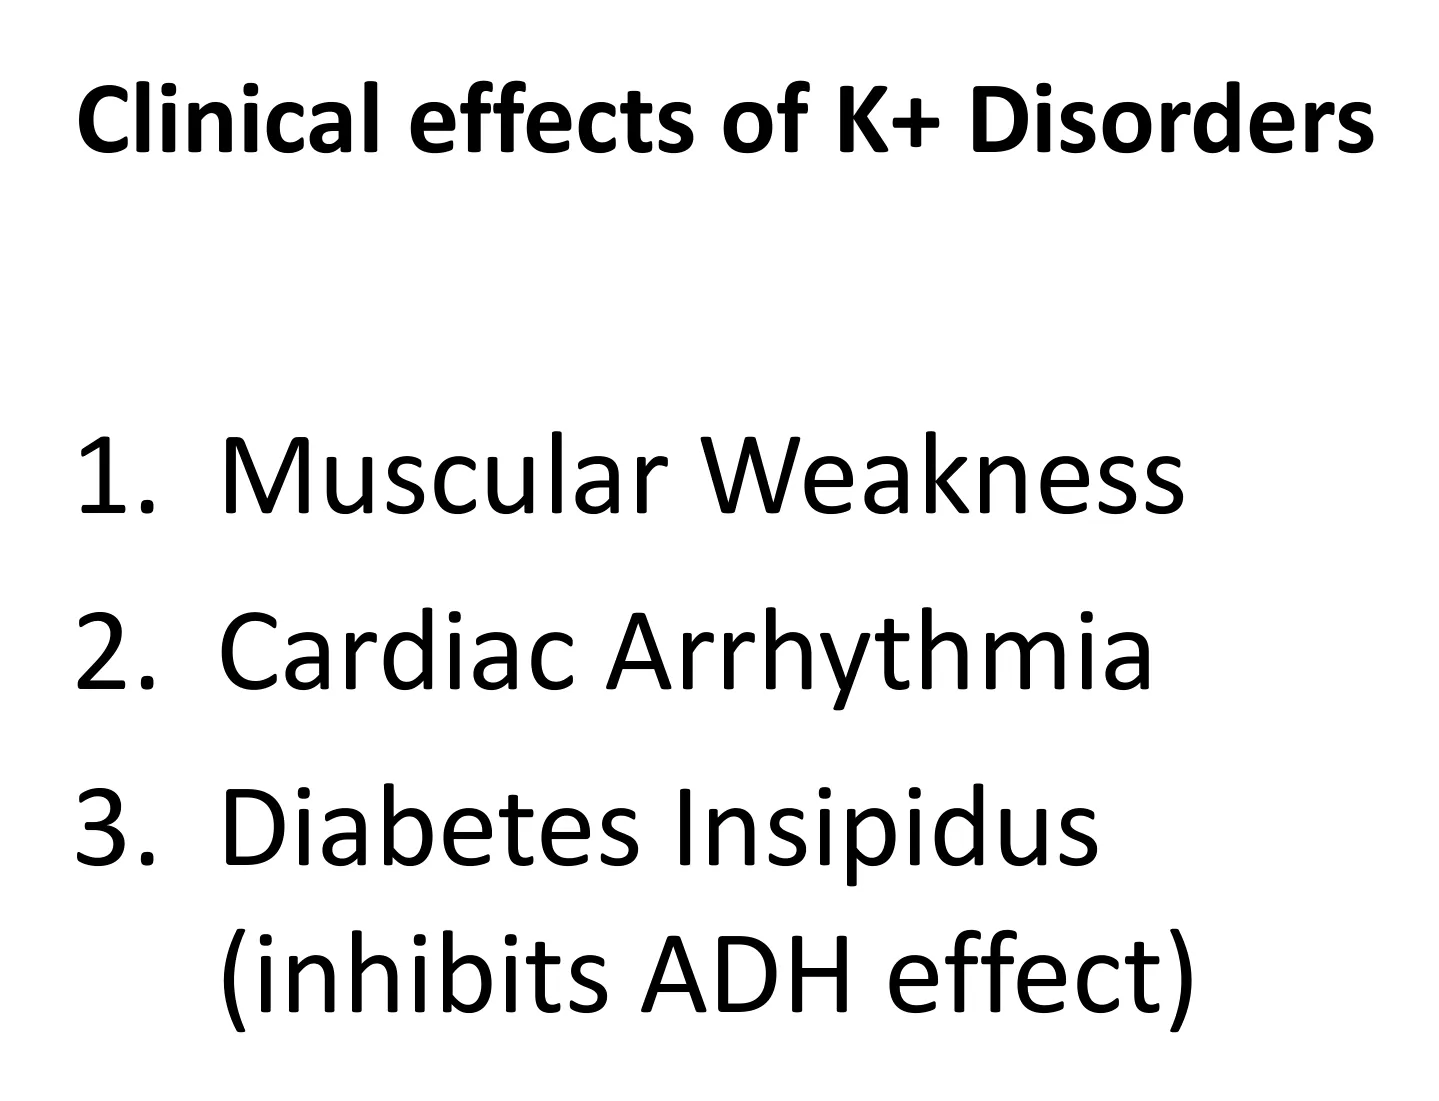 Clinical effects of K+ Disorders
1. Muscular Weakness
2. Cardiac Arrhythmia
3. Diabetes Insipidus
(inhibits ADH effect)